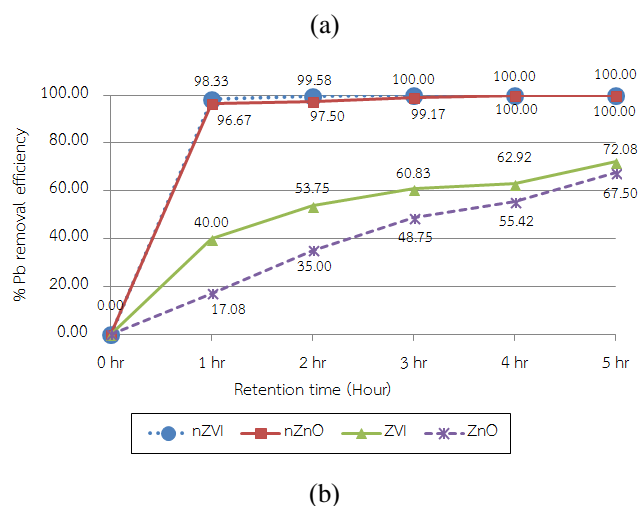 (a)
98.33 99.58 100.00 100.00 100.00
100.00
96.67 97.50 99.17 100.00 100.00
80.00
72.08
60.83 62.92
60.00
53.75
67.50
40.00
55.42
40.00
48.75
35.00
20.00
17.08
0.00
0.00
% Pb removal efficiency
0 hr 1 hr 2 hr 3 hr 4 hr 5 hr
Retention time (Hour)
nZVI nZnO ZVI ZnO
(b)